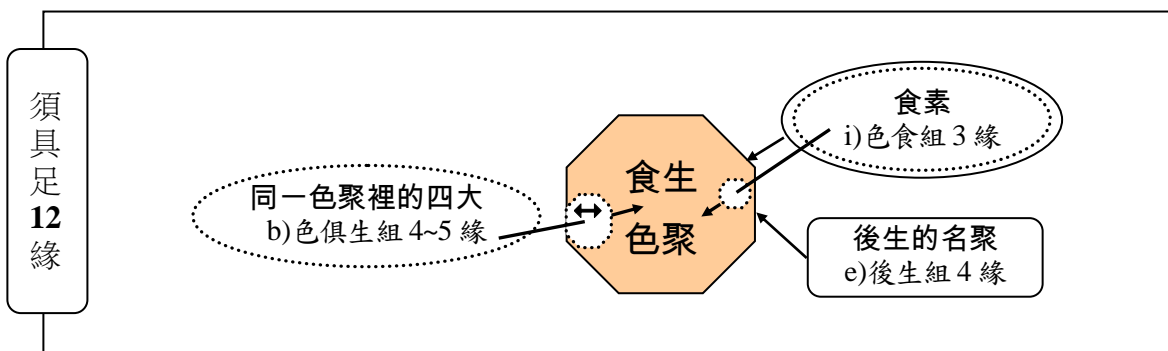 須
具
足
12
緣
食素
i)色食組 3 緣
食生
色聚
同一色聚裡的四大
b)色俱生組 4~5 緣
後生的名聚
e)後生組 4 緣